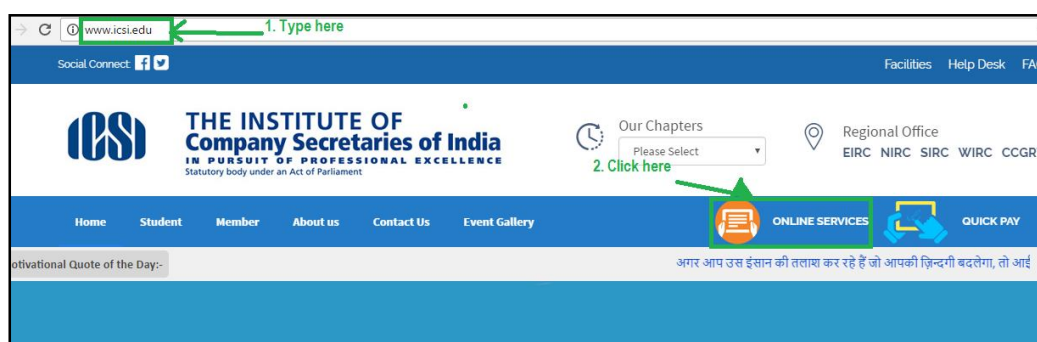 www.icsi.edu 1. Type here
Social Connect: Facilities Help Desk
ICSI THE INSTITUTE OF
Company Secretaries of India
IN PURSUIT OF PROFESSIONAL EXCELLENCE
Statutory body under an Act of Parliament
Our Chapters
Please Select
2. Click here
Regional Office
EIRC NIRC SIRC WIRC CCGR
Home Student Member About us Contact Us Event Gallery ONLINE SERVICES QUICK PAY
otivational Quote of the Day:- अगर आप उस इंसान की तलाश कर रहे हैं जो आपकी ज़िन्दगी बदलेगा, तो आई